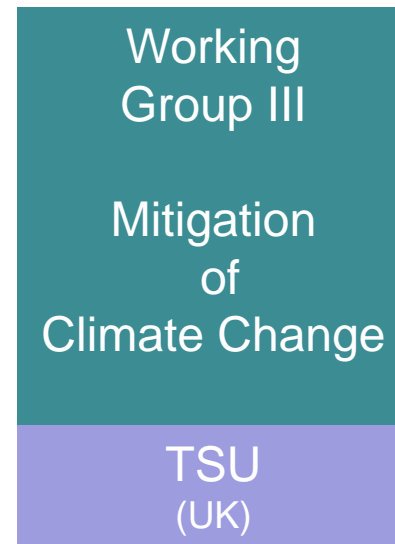 Working
Group III
Mitigation
of
Climate Change
TSU
(UK)